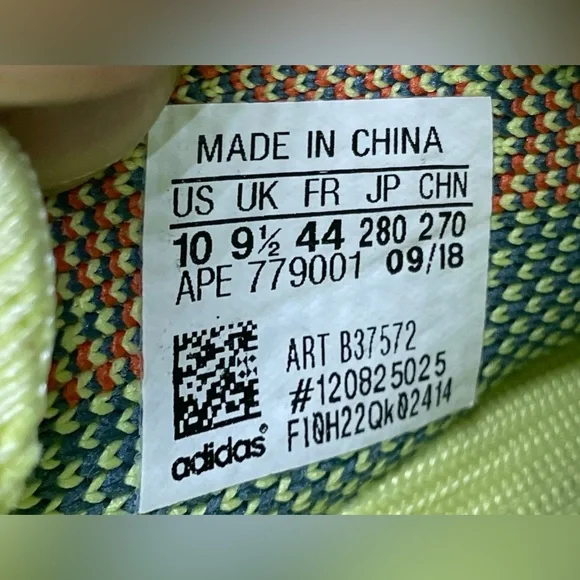 MADE IN CHINA
US UK FR JP CHN
10 9½ 44 280 270
APE 779001 09/18
ART B37572
#120825025
F10H22Qk02414
adidas